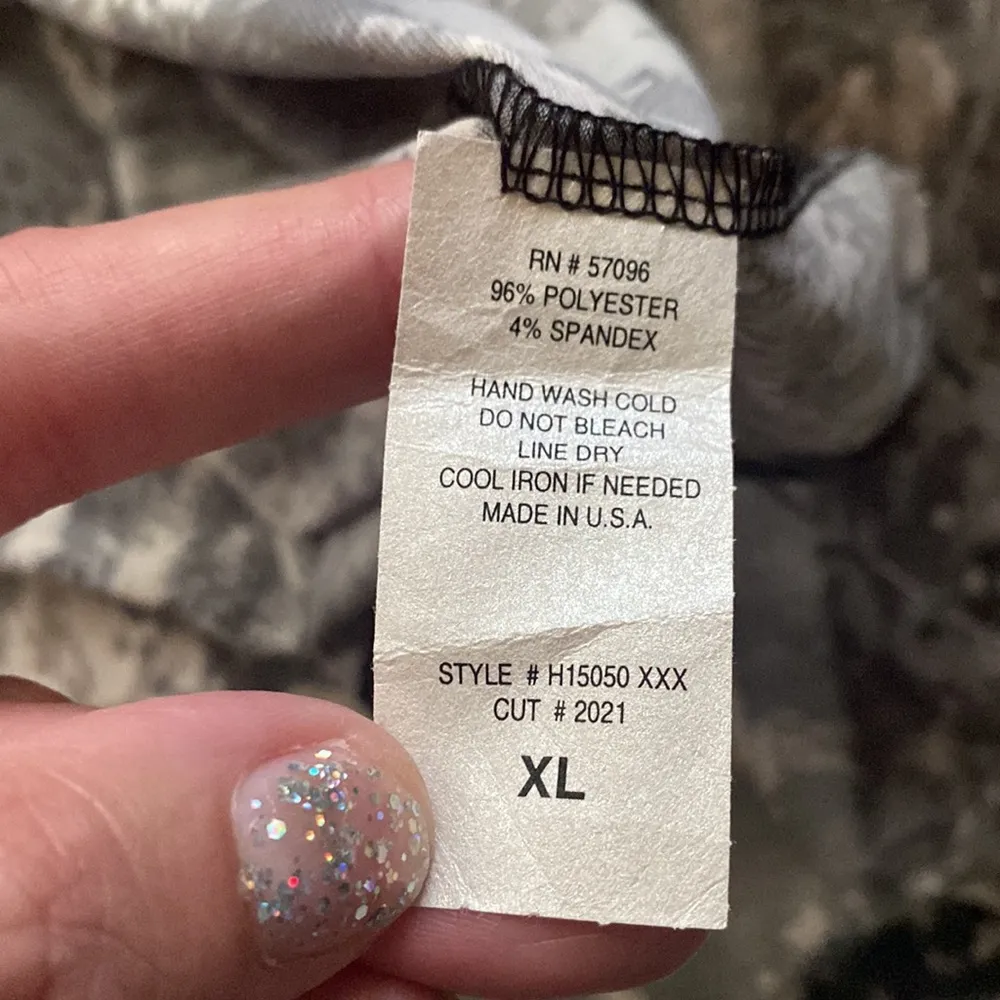 RN # 57096
96% POLYESTER
4% SPANDEX
HAND WASH COLD
DO NOT BLEACH
LINE DRY
COOL IRON IF NEEDED
MADE IN U.S.A.
STYLE # H15050 XXX
CUT # 2021
XL